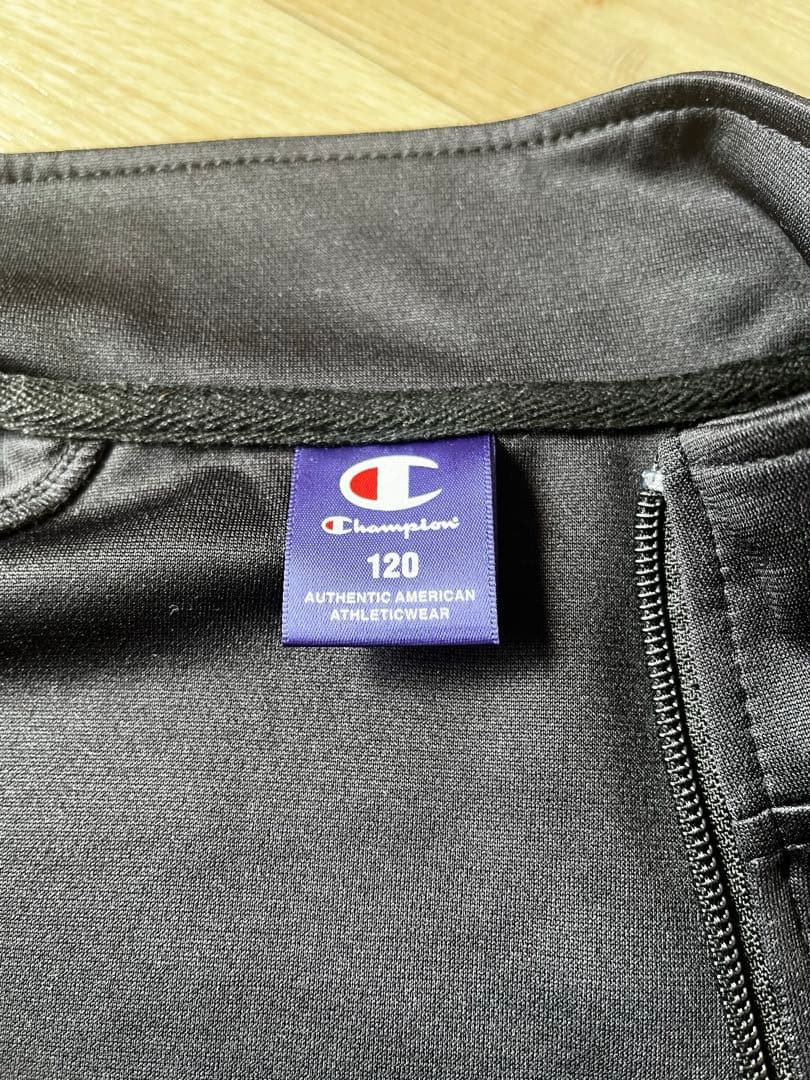 Champion
120
AUTHENTIC AMERICAN
ATHLETICWEAR